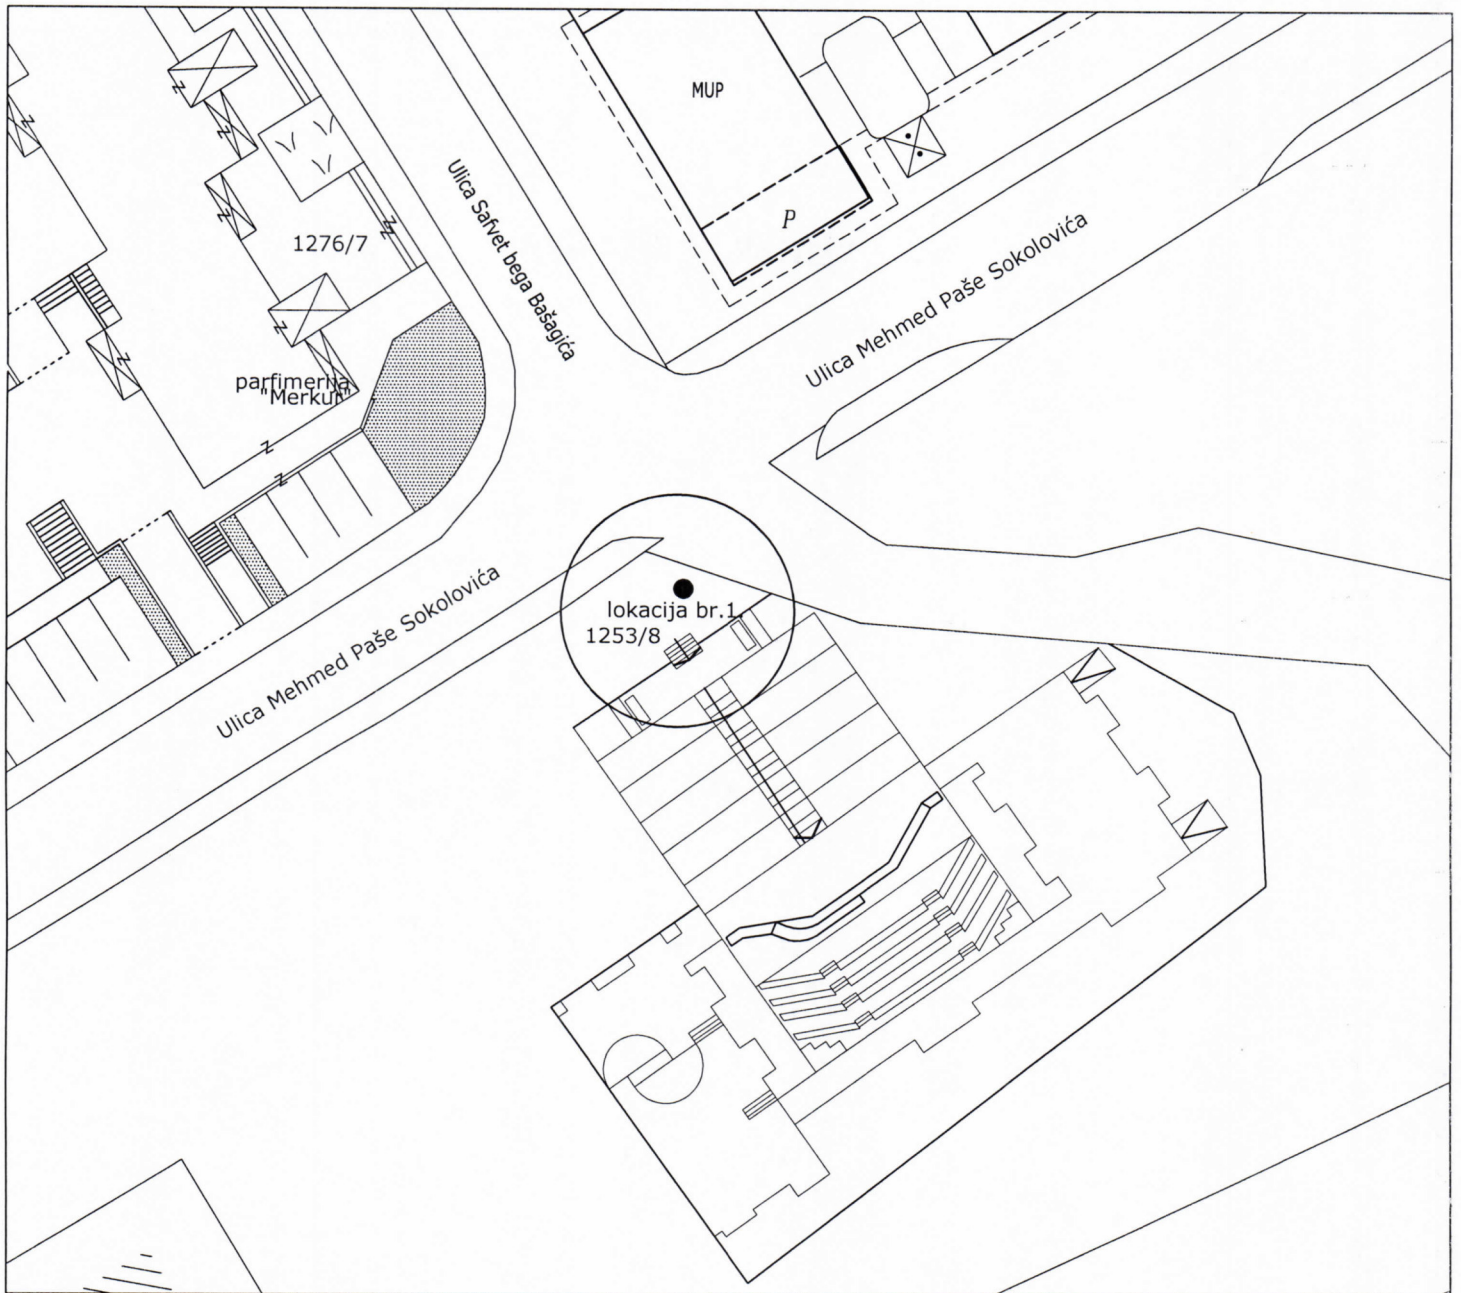 MUP
P
Ulica Safvet bega Bašagića
1276/7
Ulica Mehmed Paše Sokolovića
parfimerija
"Merkur"
lokacija br.1.
1253/8
Ulica Mehmed Paše Sokolovića